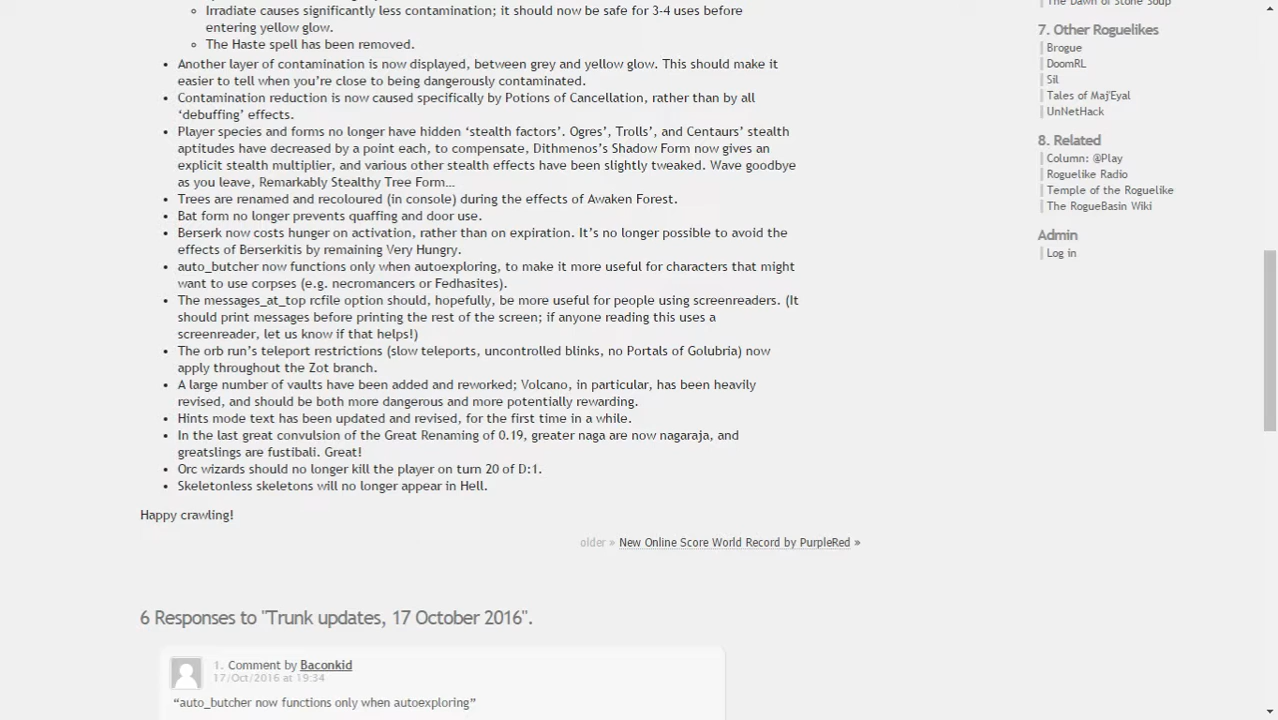 Irradiate causes significantly less contamination; it should now be safe for 3-4 uses before
entering yellow glow.
The Haste spell has been removed.
Another layer of contamination is now displayed, between grey and yellow glow. This should make it
easier to tell when you're close to being dangerously contaminated.
Contamination reduction is now caused specifically by Potions of Cancellation, rather than by all
‘debuffing’ effects.
Player species and forms no longer have hidden ‘stealth factors’. Ogres’, Trolls’, and Centaurs’ stealth
aptitudes have decreased by a point each, to compensate, Dithmenos’s Shadow Form now gives an
explicit stealth multiplier, and various other stealth effects have been slightly tweaked. Wave goodbye
as you leave, Remarkably Stealthy Tree Form…
Trees are renamed and recoloured (in console) during the effects of Awaken Forest.
Bat form no longer prevents quaffing and door use.
Berserk now costs hunger on activation, rather than on expiration. It’s no longer possible to avoid the
effects of Berserkitis by remaining Very Hungry.
auto_butcher now functions only when autoexploring, to make it more useful for characters that might
want to use corpses (e.g. necromancers or Fedhasites).
The messages_at_top rcfile option should, hopefully, be more useful for people using screenreaders. (It
should print messages before printing the rest of the screen; if anyone reading this uses a
screenreader, let us know if that helps!)
The orb run’s teleport restrictions (slow teleports, uncontrolled blinks, no Portals of Golubria) now
apply throughout the Zot branch.
A large number of vaults have been added and reworked; Volcano, in particular, has been heavily
revised, and should be both more dangerous and more potentially rewarding.
Hints mode text has been updated and revised, for the first time in a while.
In the last great convulsion of the Great Renaming of 0.19, greater naga are now nagaraja, and
greatslings are fustibali. Great!
Orc wizards should no longer kill the player on turn 20 of D:1.
Skeletonless skeletons will no longer appear in Hell.
Happy crawling!
older » New Online Score World Record by PurpleRed »
6 Responses to "Trunk updates, 17 October 2016".
1. Comment by Baconkid
17/Oct/2016 at 19:34
“auto_butcher now functions only when autoexploring”
The Dawn of Stone Soup
7. Other Roguelikes
Brogue
DoomRL
Sil
Tales of Maj'Eyal
UnNetHack
8. Related
Column: @Play
Roguelike Radio
Temple of the Roguelike
The RogueBasin Wiki
Admin
Log in